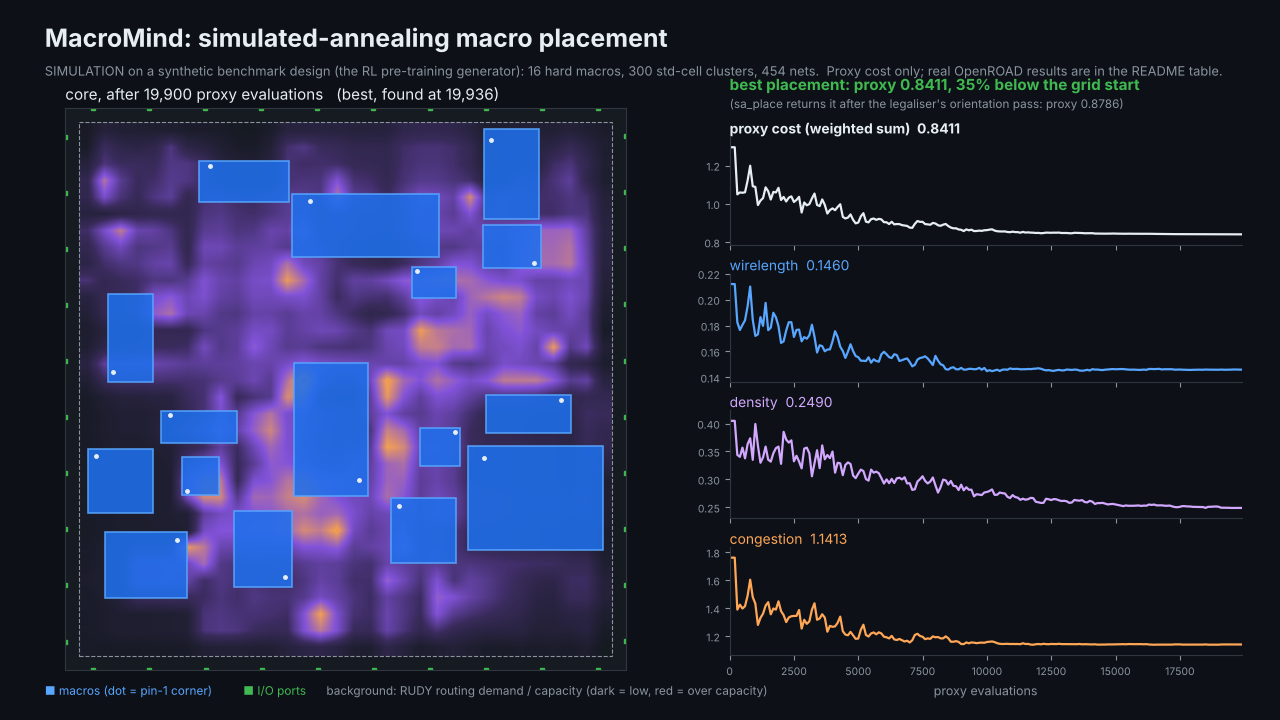 MacroMind: simulated-annealing macro placement
SIMULATION on a synthetic benchmark design (the RL pre-training generator): 16 hard macros, 300 std-cell clusters, 454 nets.  Proxy cost only; real OpenROAD results are in the README table.
core, after 19,900 proxy evaluations   (best, found at 19,936)
best placement: proxy 0.8411, 35% below the grid start
(sa_place returns it after the legaliser's orientation pass: proxy 0.8786)
proxy cost (weighted sum)  0.8411
1.2
1.0
0.8
wirelength  0.1460
0.22
0.20
0.18
0.16
0.14
density  0.2490
0.40
0.35
0.30
0.25
congestion  1.1413
1.8
1.6
1.4
1.2
0 2500 5000 7500 10000 12500 15000 17500
proxy evaluations
macros (dot = pin-1 corner)
I/O ports
background: RUDY routing demand / capacity (dark = low, red = over capacity)